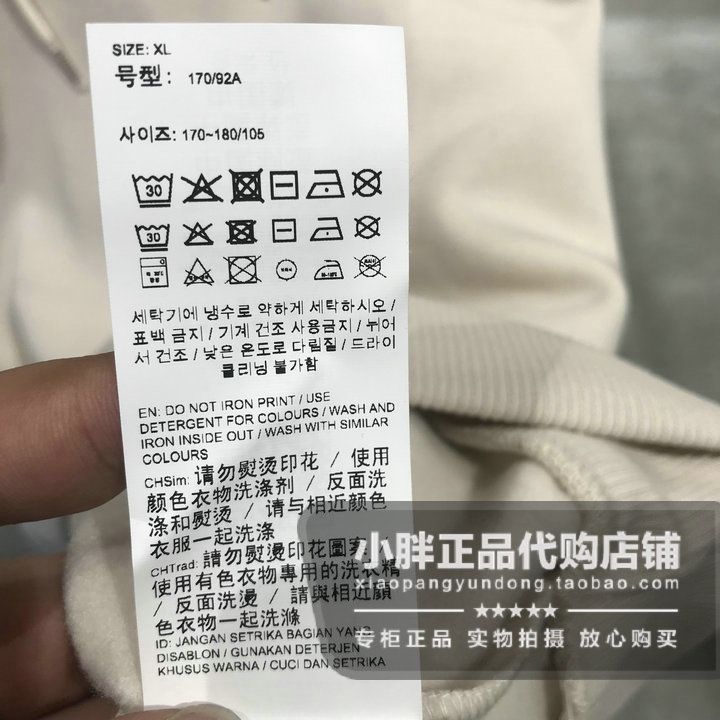 SIZE: XL
号型: 170/92A
사이즈: 170~180/105
30
30
세탁기에 냉수로 약하게 세탁하시오 /
표백 금지 / 기계 건조 사용금지 / 뉘어
서 건조 / 낮은 온도로 다림질 / 드라이
클리닝 불가함
EN: DO NOT IRON PRINT / USE
DETERGENT FOR COLOURS / WASH AND
IRON INSIDE OUT / WASH WITH SIMILAR
COLOURS
CHSim: 请勿熨烫印花 / 使用
颜色衣物洗涤剂 / 反面洗
涤和熨烫 / 请与相近颜色
衣服一起洗涤
CHTrad: 請勿熨燙印花圖案 /
使用有色衣物專用的洗衣精
/ 反面洗燙 / 請與相近顏
色衣物一起洗滌
ID: JANGAN SETRIKA BAGIAN YANG
DISABLON / GUNAKAN DETERJEN
KHUSUS WARNA / CUCI DAN SETRIKA
小胖正品代购店铺
xiaopangyundong.taobao.com
专柜正品 实物拍摄 放心购买